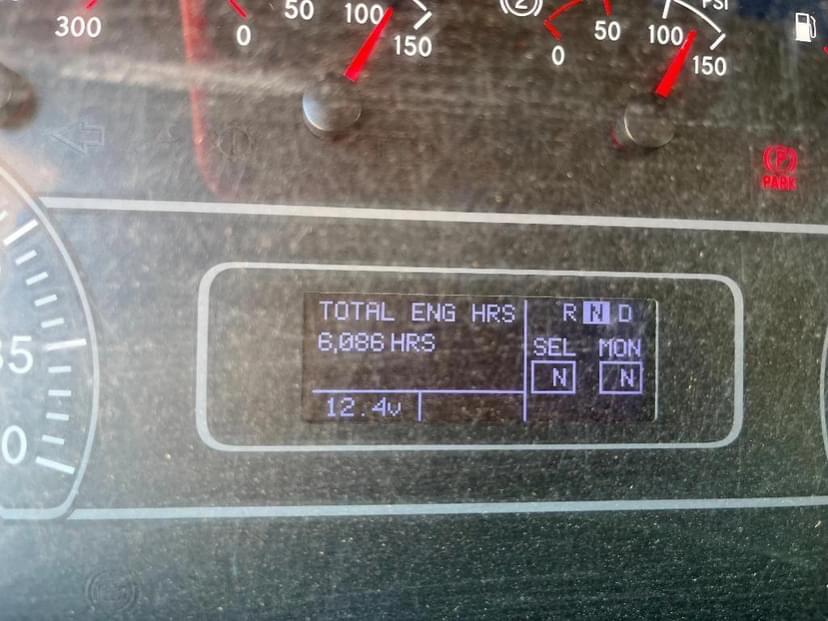 300
0
50
100
150
2
0
50
100
150
PSI
P
PARK
TOTAL ENG HRS
6,086 HRS
12.4v
R N D
SEL MON
N N